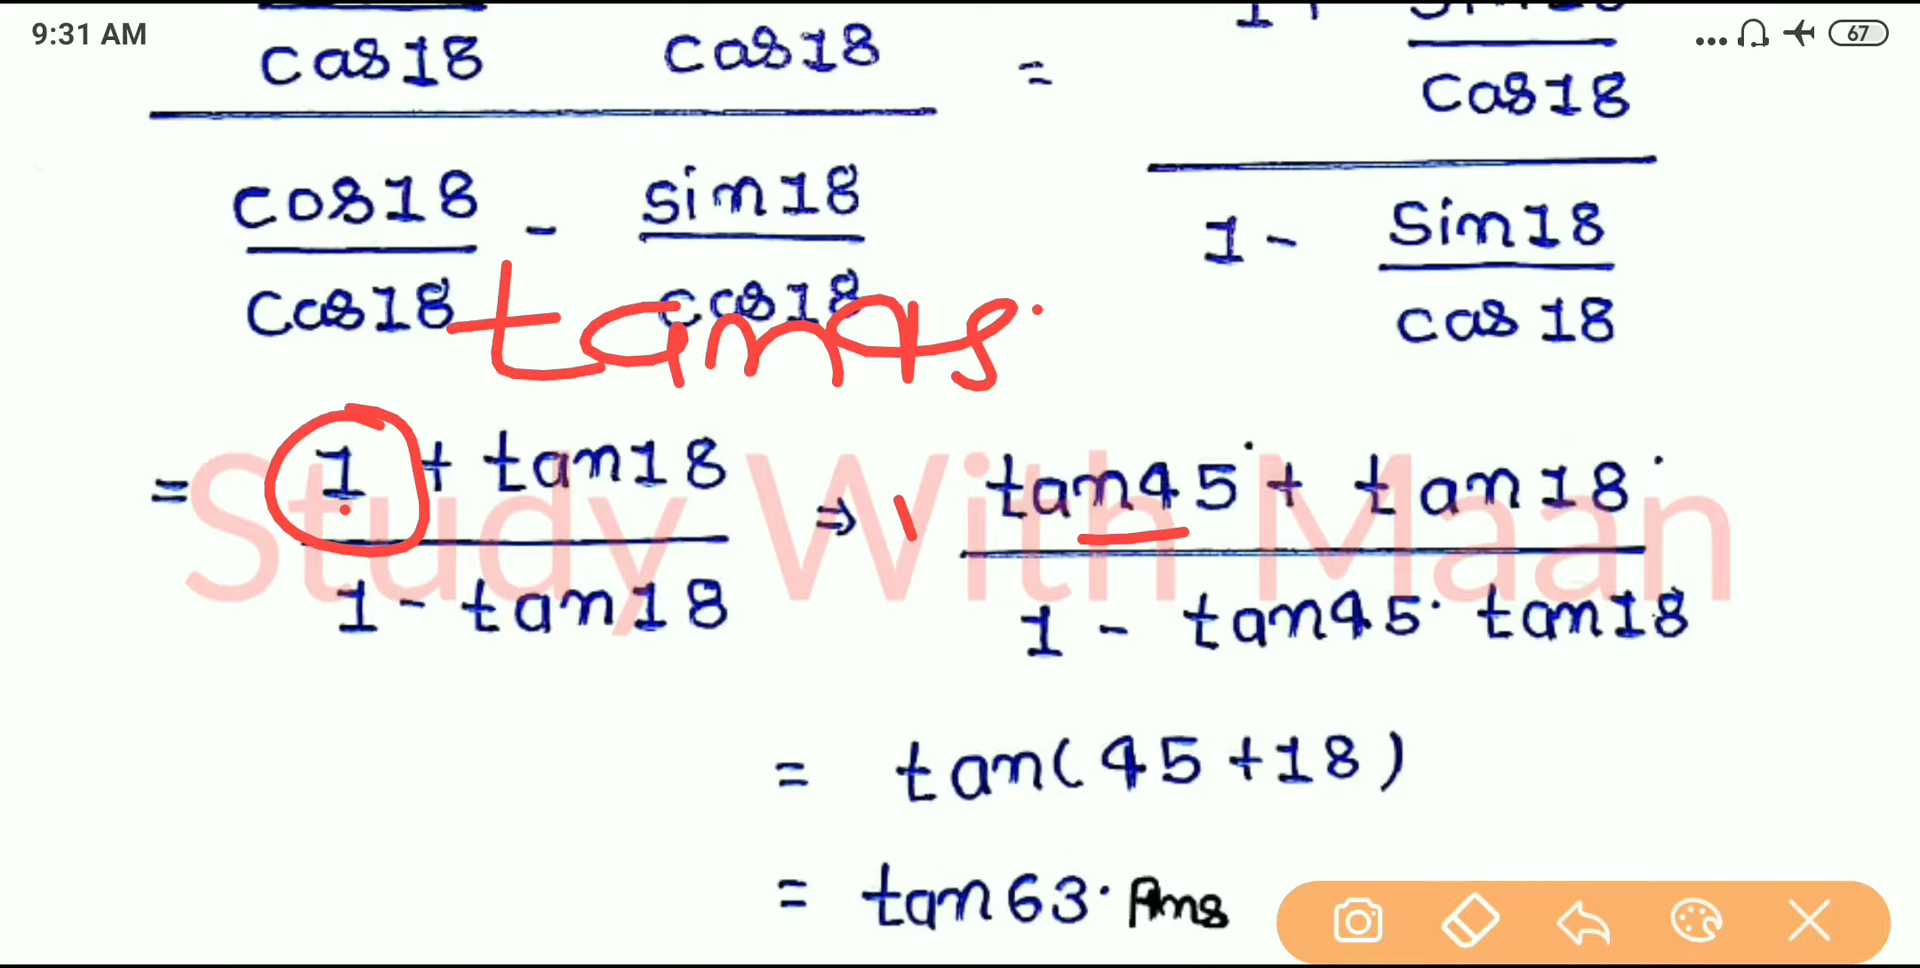 9:31 AM
67
cos18 cos18 = cos18
cos18 - sin18
cos18 cos18
1 - sin18
cos18
tan45°
= 1 + tan18 ⇒ tan45° + tan18°
1 - tan18 1 - tan45° tan18
Study With Maan
= tan(45+18)
= tan63° Ans